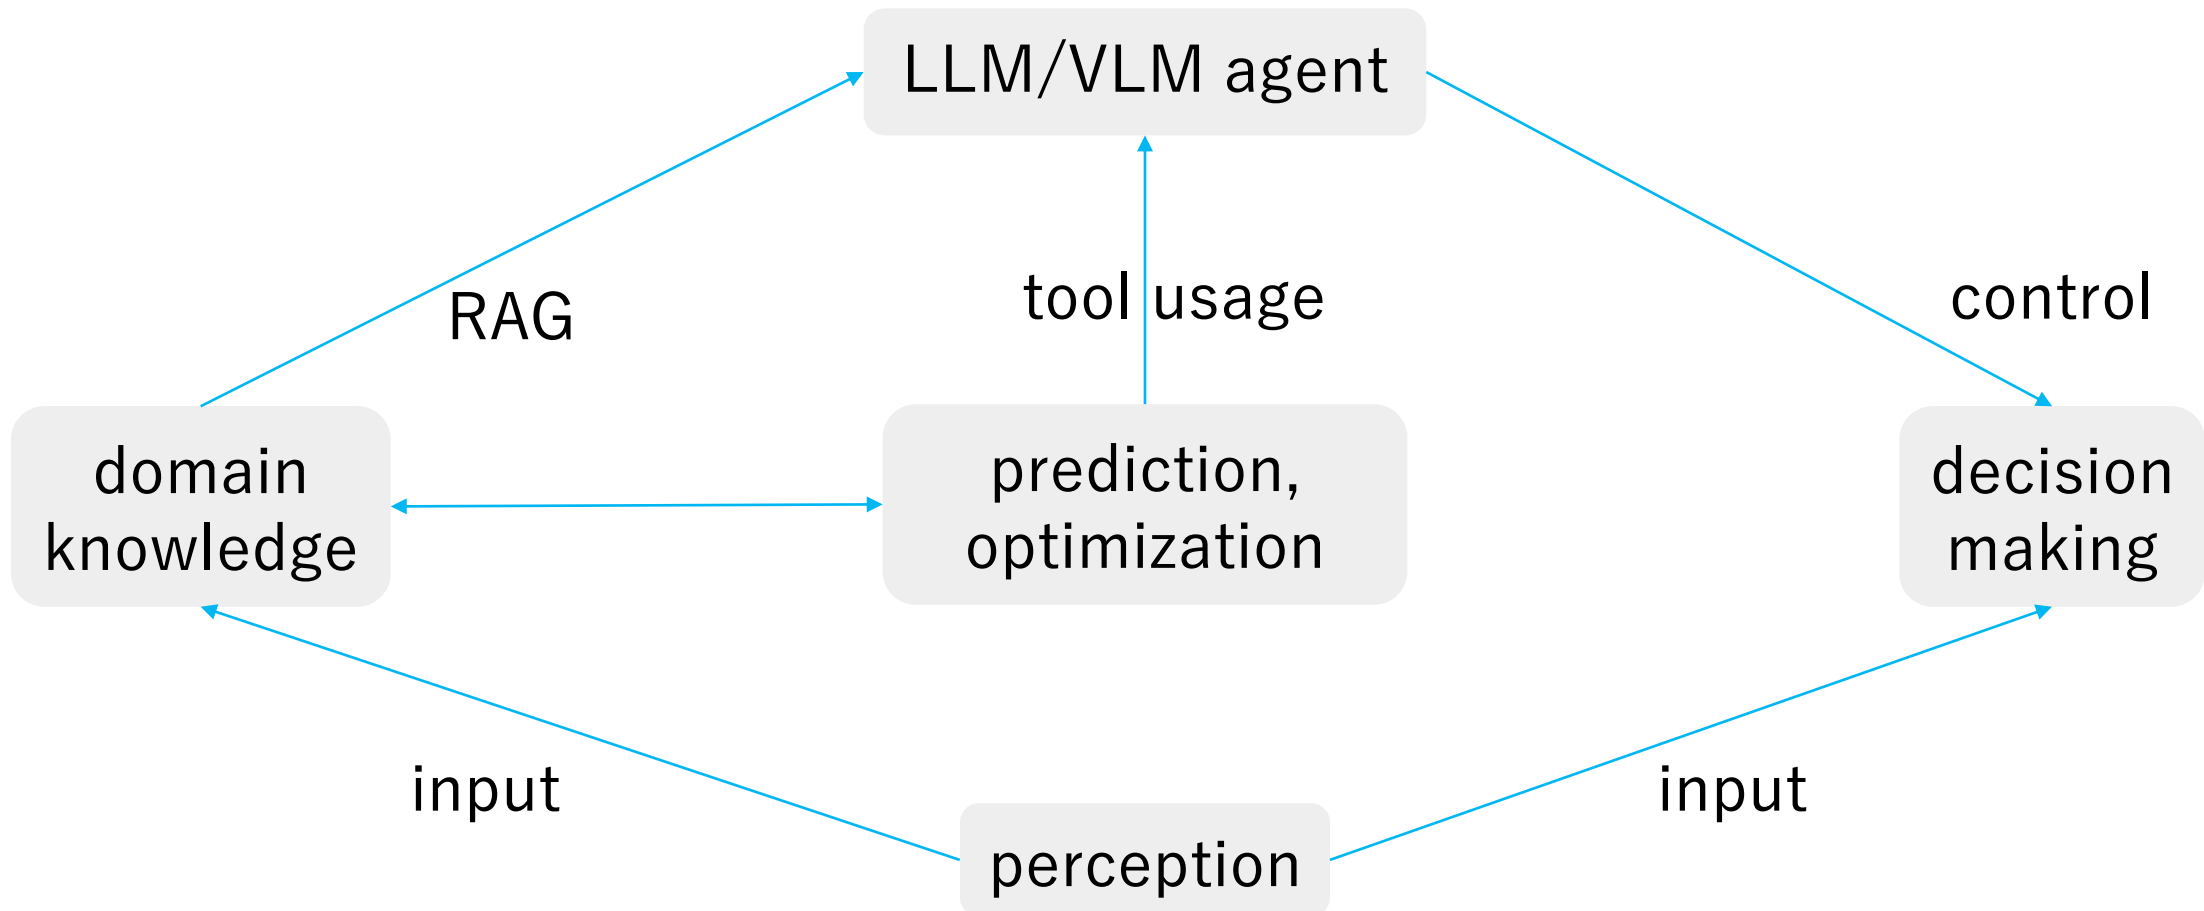 LLM/VLM agent
RAG
tool usage
control
domain
knowledge
prediction,
optimization
decision
making
input
input
perception